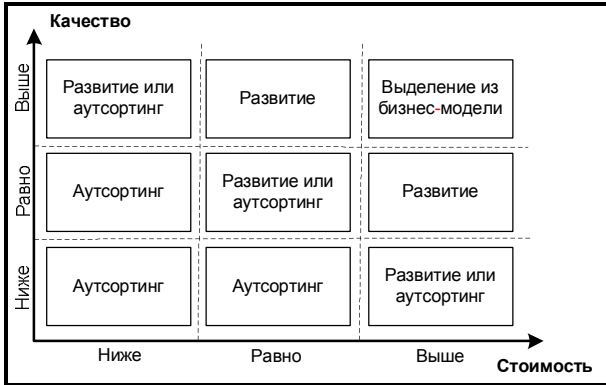 Качество
Выше
Развитие или
аутсортинг
Развитие
Выделение из
бизнес-модели
Равно
Аутсортинг
Развитие или
аутсортинг
Развитие
Ниже
Аутсортинг
Аутсортинг
Развитие или
аутсортинг
Ниже
Равно
Выше
Стоимость